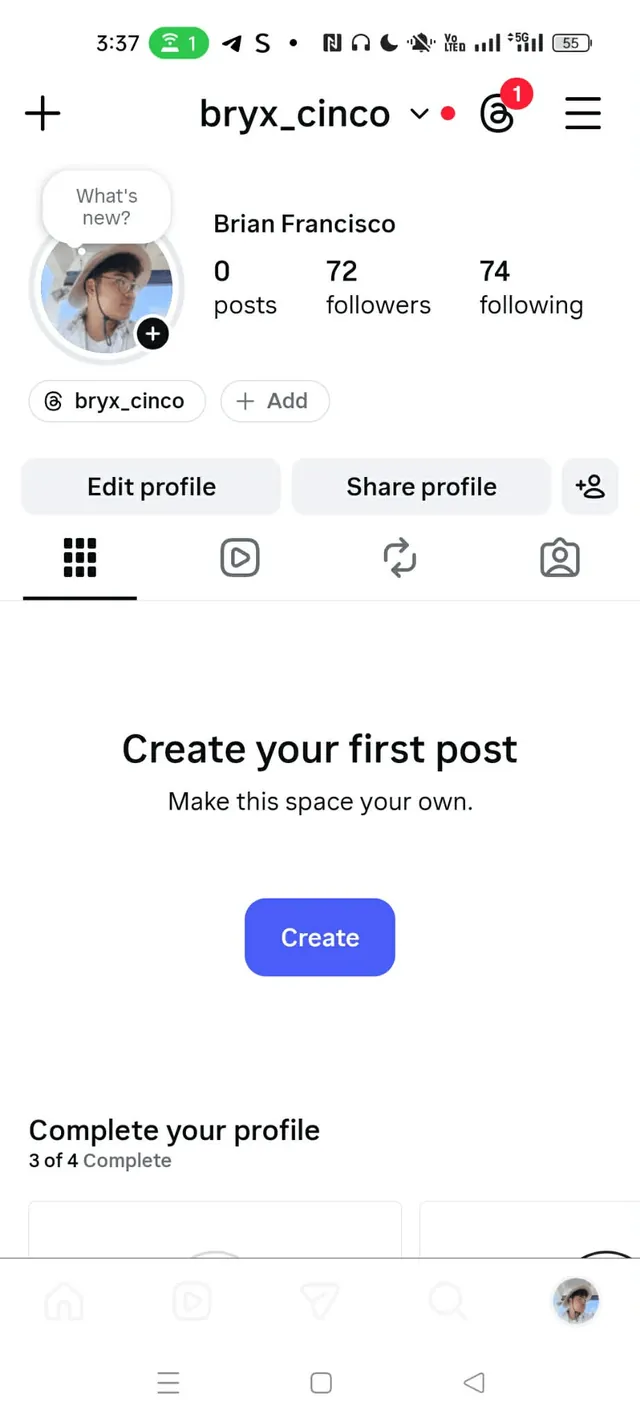 3:37 1 S VoLTED 5G 55
bryx_cinco 1
What's
new?
Brian Francisco
0 72 74
posts followers following
bryx_cinco Add
Edit profile Share profile
Create your first post
Make this space your own.
Create
Complete your profile
3 of 4 Complete